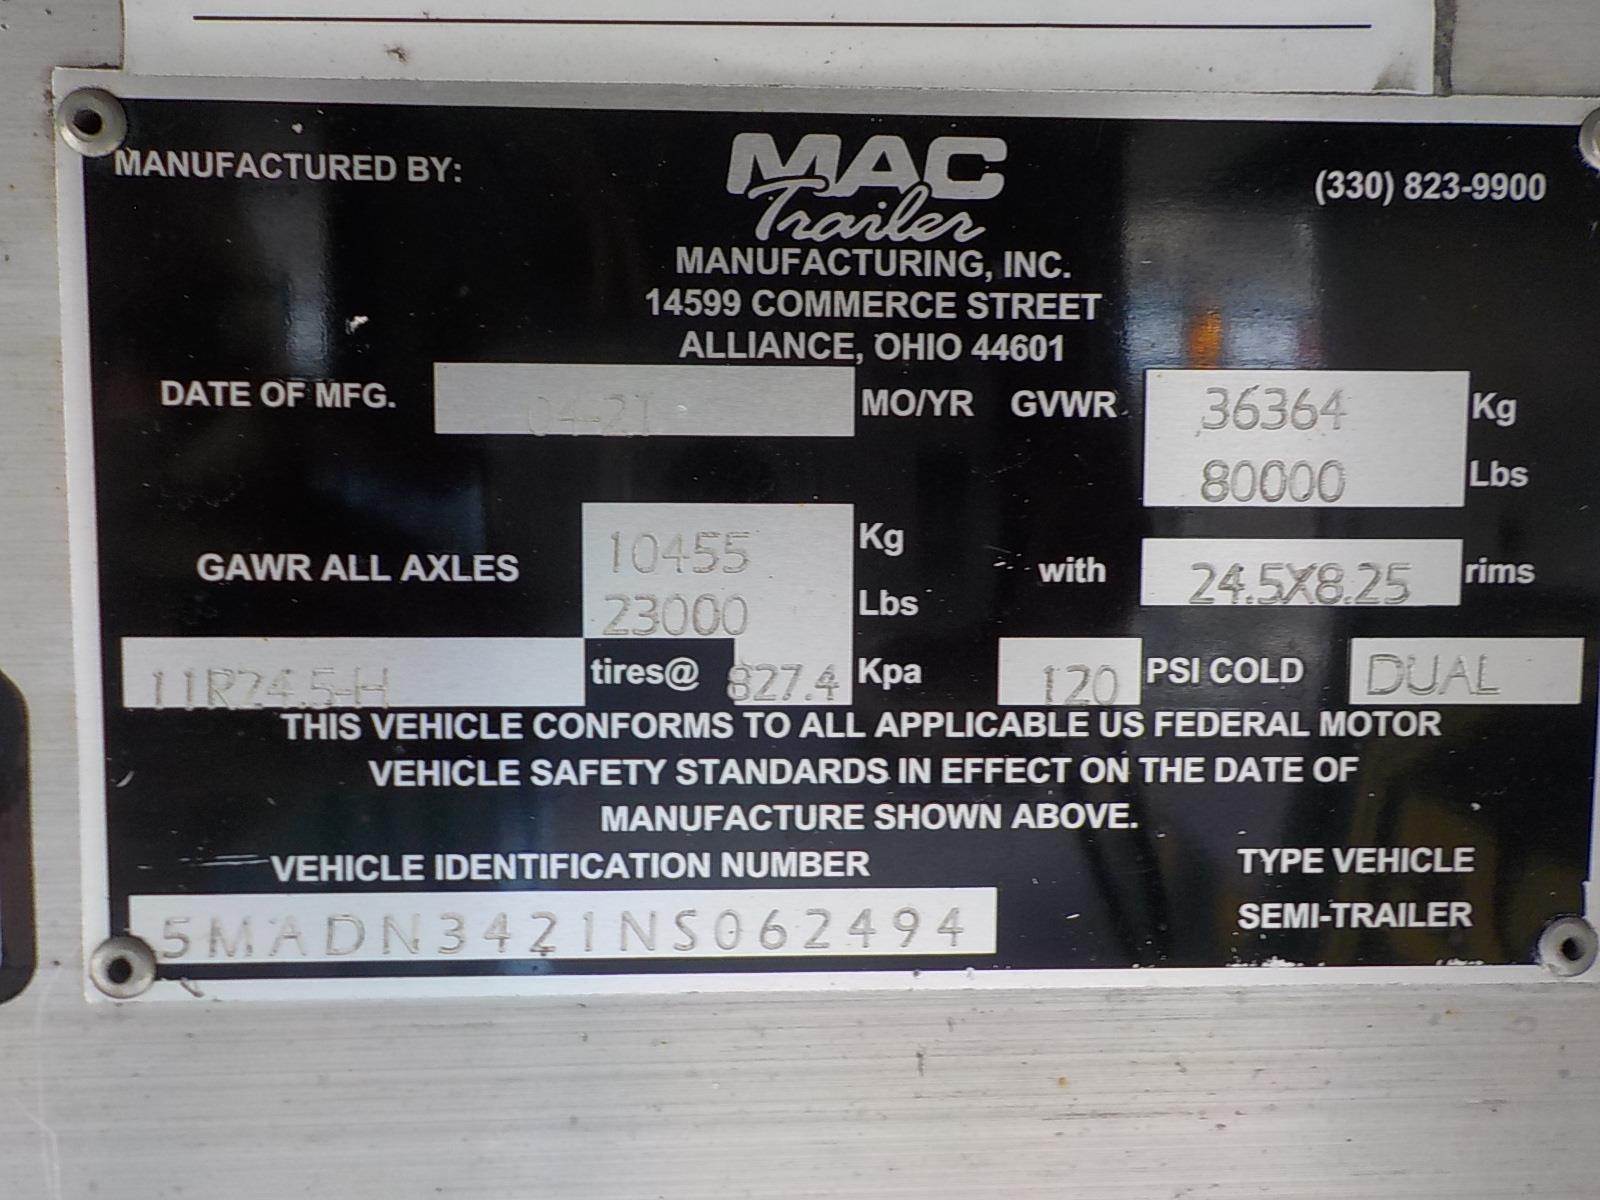 MANUFACTURED BY:
MAC
Trailer
(330) 823-9900
MANUFACTURING, INC.
14599 COMMERCE STREET
ALLIANCE, OHIO 44601
DATE OF MFG. 04-21 MO/YR GVWR 36364 Kg
80000 Lbs
GAWR ALL AXLES 10455 Kg with 24.5X8.25 rims
23000 Lbs
11R24.5-H tires@ 827.4 Kpa 120 PSI COLD DUAL
THIS VEHICLE CONFORMS TO ALL APPLICABLE US FEDERAL MOTOR
VEHICLE SAFETY STANDARDS IN EFFECT ON THE DATE OF
MANUFACTURE SHOWN ABOVE.
VEHICLE IDENTIFICATION NUMBER TYPE VEHICLE
5MADN3421NS062494 SEMI-TRAILER